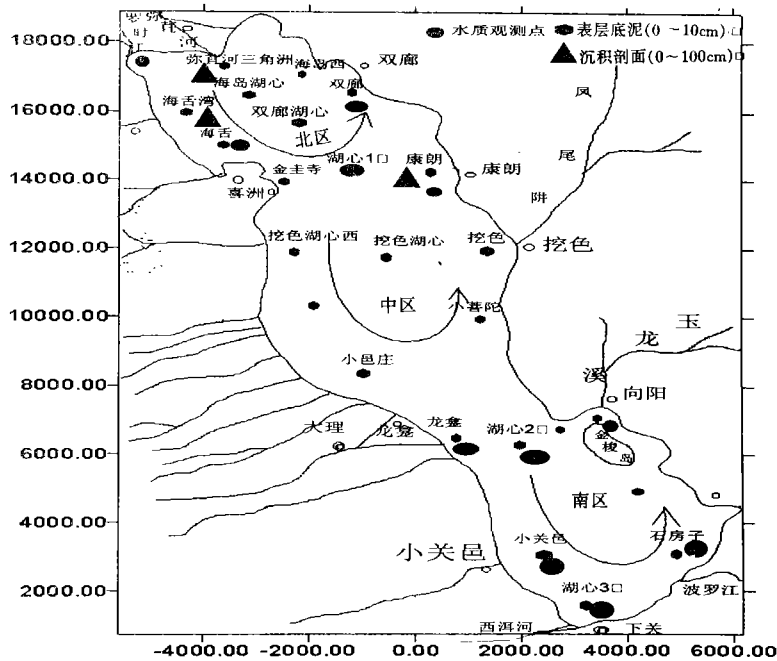 18000.00
16000.00
14000.00
12000.00
10000.00
8000.00
6000.00
4000.00
2000.00
水质观测点
表层底泥(0~10cm)
沉积剖面(0~100cm)
弥苴河三角洲
海岛西
双廊
双廊
海岛湖心
海舌湾
双廊湖心
北区
海舌
湖心1
康朗
康朗
金圭寺
喜洲
凤
尾
阱
挖色湖心西
挖色湖心
挖色
挖色
中区
小普陀
小邑庄
玉
龙
溪
向阳
大理
龙龛
龙龛
湖心2
金
梭
岛
南区
小关邑
小关邑
石房子
湖心3
波罗江
西洱河
下关
-4000.00
-2000.00
0.00
2000.00
4000.00
6000.00